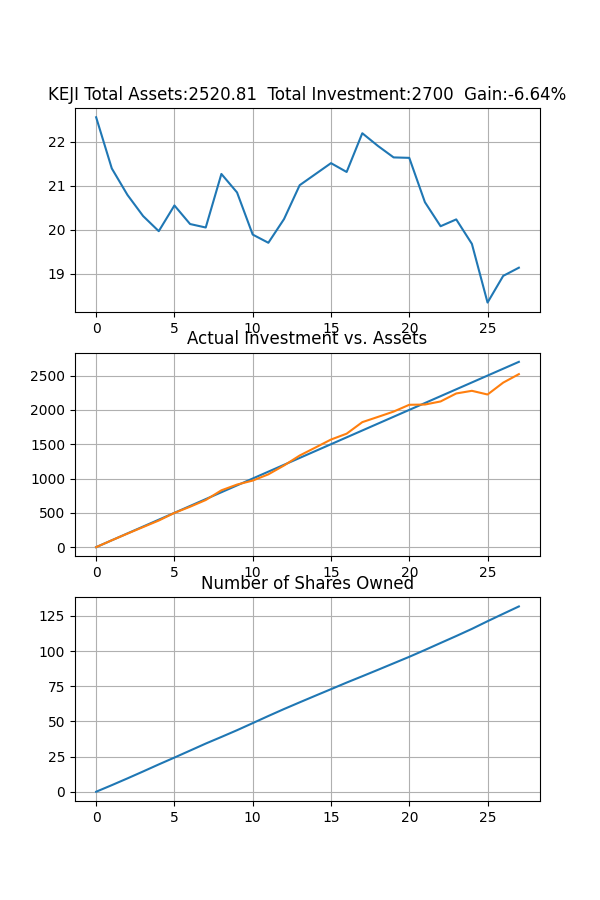 KEJI Total Assets:2520.81  Total Investment:2700  Gain:-6.64%
22
21
20
19
0 5 10 15 20 25
Actual Investment vs. Assets
2500
2000
1500
1000
500
0
0 5 10 15 20 25
Number of Shares Owned
125
100
75
50
25
0
0 5 10 15 20 25